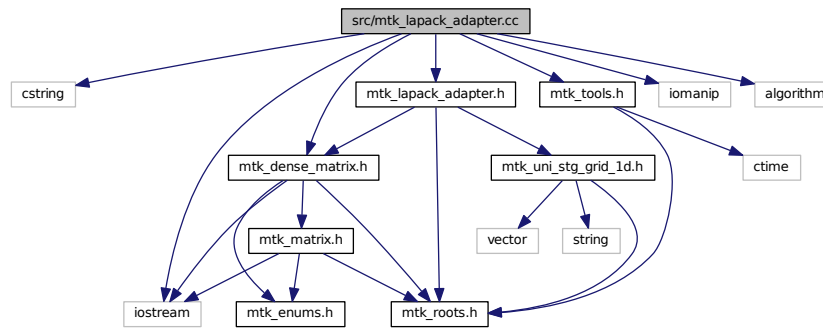 src/mtk_lapack_adapter.cc
cstring
mtk_lapack_adapter.h
mtk_tools.h
iomanip
algorithm
mtk_dense_matrix.h
mtk_uni_stg_grid_1d.h
ctime
mtk_matrix.h
vector
string
iostream
mtk_enums.h
mtk_roots.h